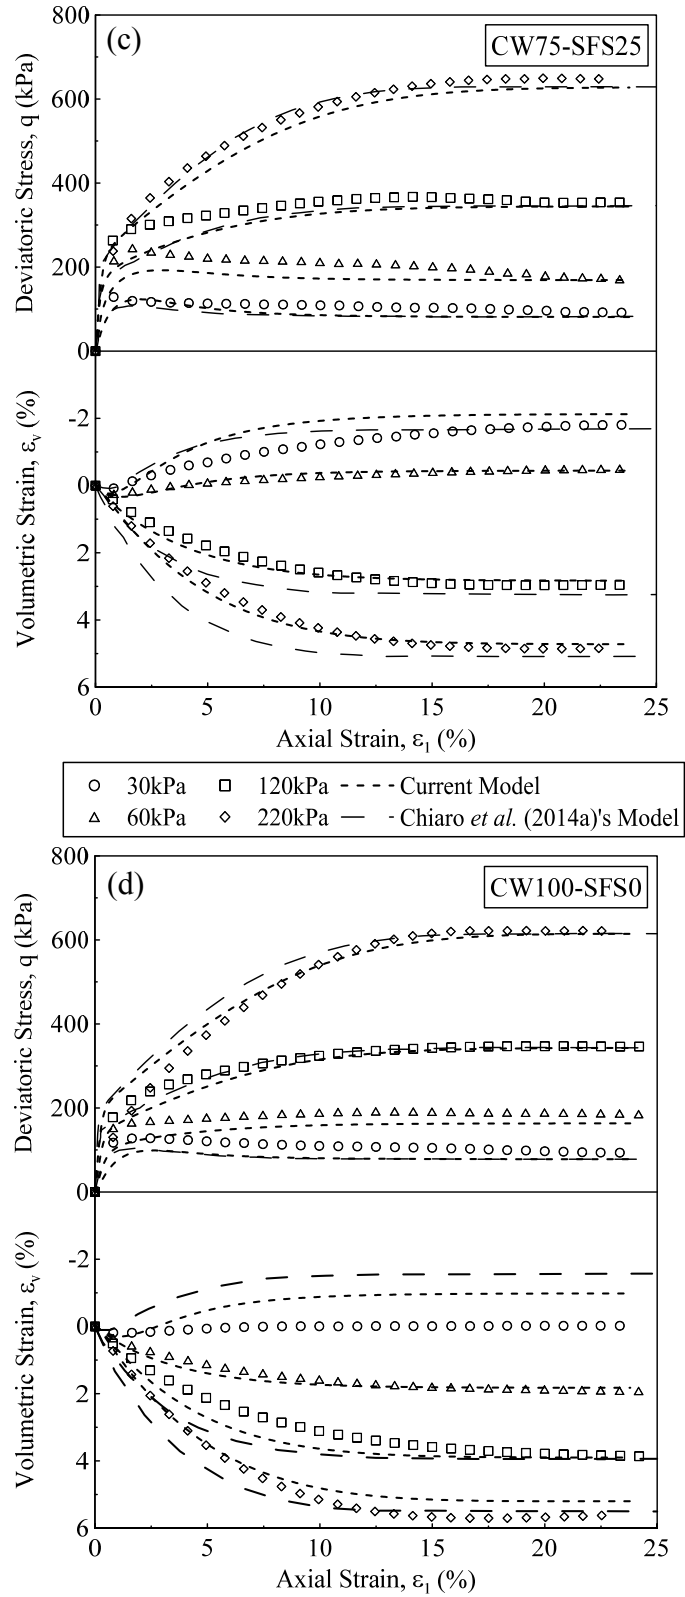 (c)
CW75-SFS25
Deviatoric Stress, q (kPa)
800
600
400
200
0
Volumetric Strain, εv (%)
-2
0
2
4
6
0 5 10 15 20 25
Axial Strain, ε1 (%)
30kPa 120kPa Current Model
60kPa 220kPa Chiaro et al. (2014a)'s Model
(d)
CW100-SFS0
Deviatoric Stress, q (kPa)
800
600
400
200
0
Volumetric Strain, εv (%)
-2
0
2
4
6
0 5 10 15 20 25
Axial Strain, ε1 (%)